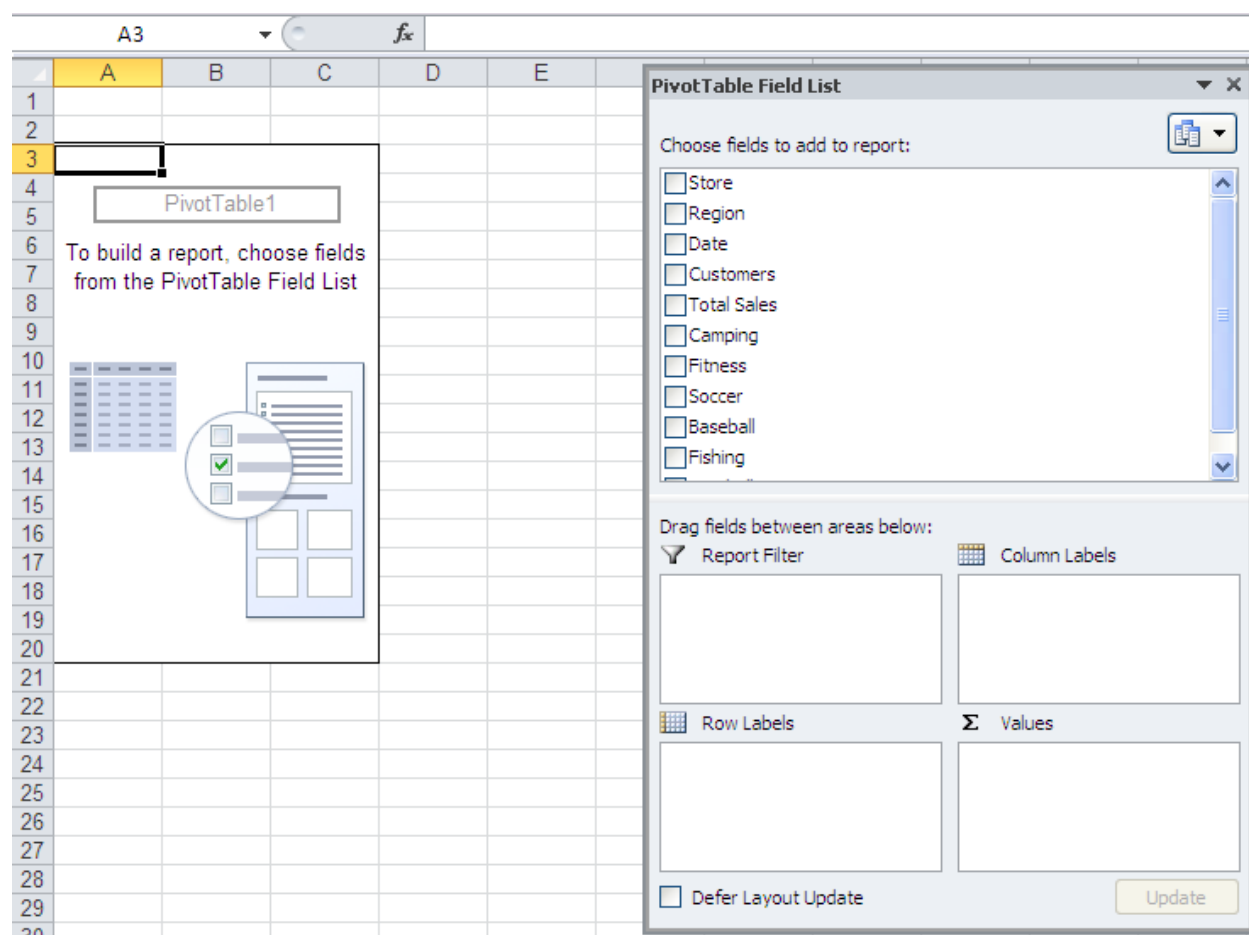 A3
fx
A B C D E
PivotTable Field List
1
2
3
4
5
6
7
8
9
10
11
12
13
14
15
16
17
18
19
20
21
22
23
24
25
26
27
28
29
PivotTable1
To build a report, choose fields
from the PivotTable Field List
Choose fields to add to report:
Store
Region
Date
Customers
Total Sales
Camping
Fitness
Soccer
Baseball
Fishing
Drag fields between areas below:
Report Filter
Column Labels
Row Labels
Σ Values
Defer Layout Update
Update